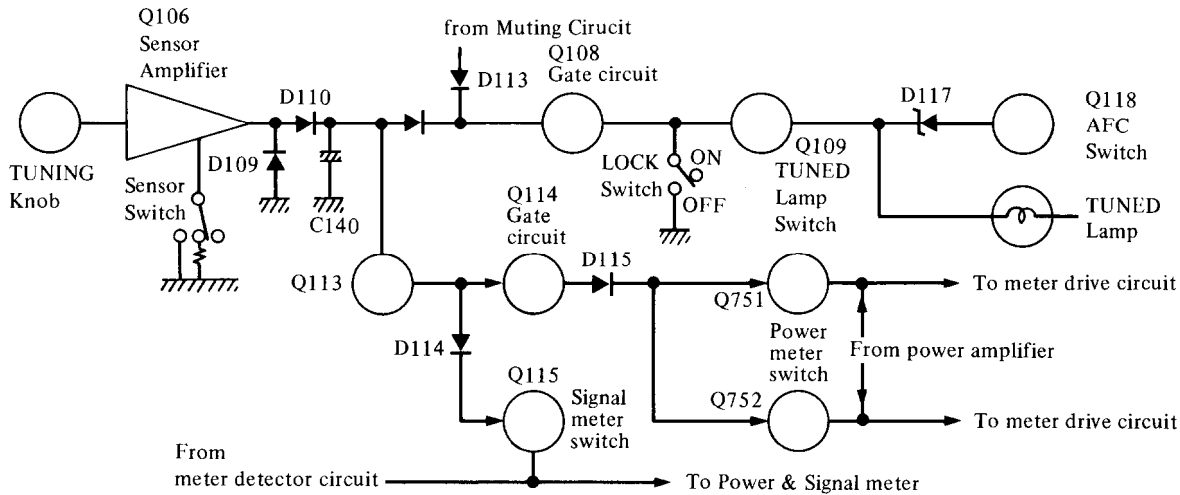 Q106
Sensor
Amplifier
from Muting Cirucit
D113
Q108
Gate circuit
D110
D109
C140
TUNING
Knob
Sensor
Switch
LOCK
Switch
ON
OFF
Q109
TUNED
Lamp
Switch
D117
Q118
AFC
Switch
TUNED
Lamp
Q113
Q114
Gate
circuit
D115
D114
Q115
Signal
meter
switch
Q751
Power
meter
switch
Q752
To meter drive circuit
From power amplifier
To meter drive circuit
From
meter detector circuit
To Power & Signal meter